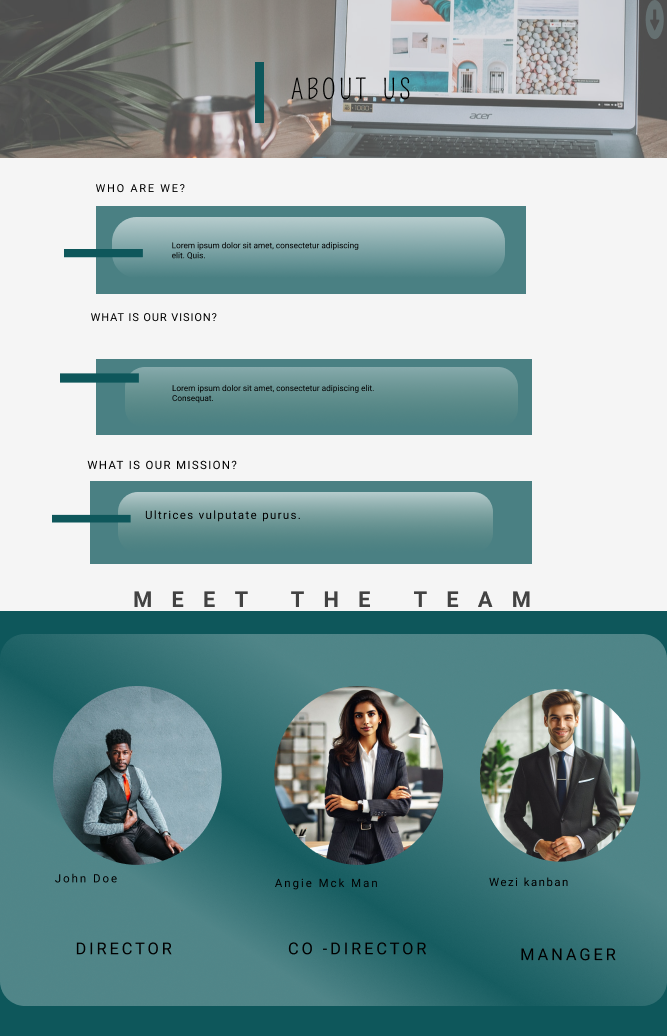 ABOUT US
acer
WHO ARE WE?
Lorem ipsum dolor sit amet, consectetur adipiscing
elit. Quis.
WHAT IS OUR VISION?
Lorem ipsum dolor sit amet, consectetur adipiscing elit.
Consequat.
WHAT IS OUR MISSION?
Ultrices vulputate purus.
MEET THE TEAM
John Doe
Angie Mck Man
Wezi kanban
DIRECTOR
CO -DIRECTOR
MANAGER